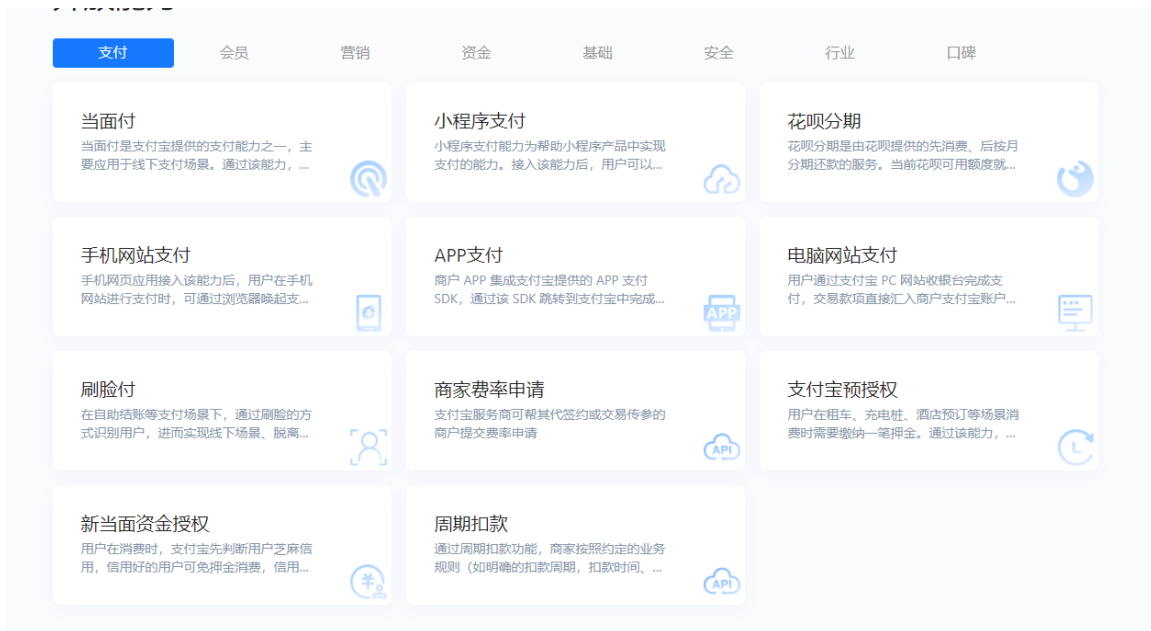 支付
会员
营销
资金
基础
安全
行业
口碑
当面付
当面付是支付宝提供的支付能力之一，主
要应用于线下支付场景。通过该能力，...
小程序支付
小程序支付能力为帮助小程序产品中实现
支付的能力。接入该能力后，用户可以...
花呗分期
花呗分期是由花呗提供的先消费、后按月
分期还款的服务。当前花呗可用额度就...
手机网站支付
手机网页应用接入该能力后，用户在手机
网站进行支付时，可通过浏览器唤起支...
APP支付
商户 APP 集成支付宝提供的 APP 支付
SDK，通过该 SDK 跳转到支付宝中完成...
APP
电脑网站支付
用户通过支付宝 PC 网站收银台完成支
付，交易款项直接汇入商户支付宝账户...
刷脸付
在自助结账等支付场景下，通过刷脸的方
式识别用户，进而实现线下场景、脱离...
商家费率申请
支付宝服务商可帮其代签约或交易传参的
商户提交费率申请
API
支付宝预授权
用户在租车、充电桩、酒店预订等场景消
费时需要缴纳一笔押金。通过该能力，...
新当面资金授权
用户在消费时，支付宝先判断用户芝麻信
用，信用好的用户可免押金消费，信用...
周期扣款
通过周期扣款功能，商家按照约定的业务
规则（如明确的扣款周期，扣款时间、...
API